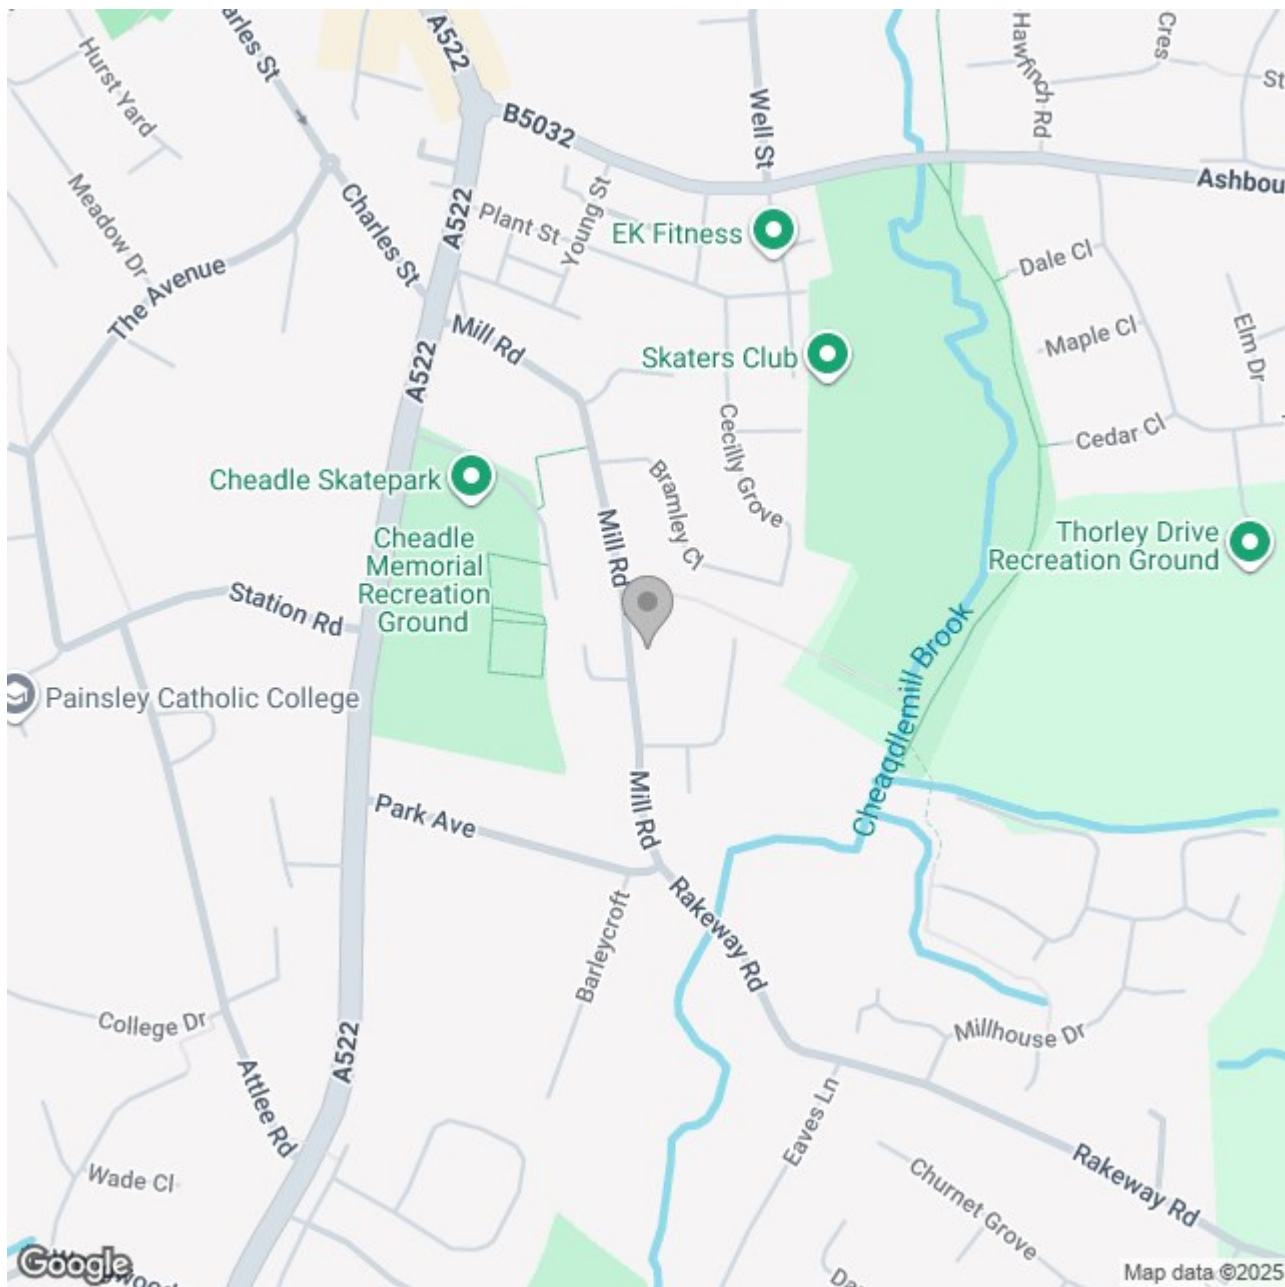 arles St
A522
Hurst Yard
B5032
Well St
Hawfinch Rd
Cres
St
Ashbou
Meadow Dr
Charles St
A522
Plant St
Young St
EK Fitness
Dale Cl
The Avenue
Mill Rd
Maple Cl
Elm Dr
Skaters Club
A522
Cecilly Grove
Cedar Cl
Cheadle Skatepark
Bramley Cl
Mill Rd
Cheadle
Memorial
Recreation
Ground
Thorley Drive
Recreation Ground
Station Rd
Cheaqdlemill Brook
Painsley Catholic College
Park Ave
Mill Rd
Rakeway Rd
Barleycroft
College Dr
Millhouse Dr
A522
Attlee Rd
Eaves Ln
Wade Cl
Churnet Grove
Rakeway Rd
Google
Map data ©2025